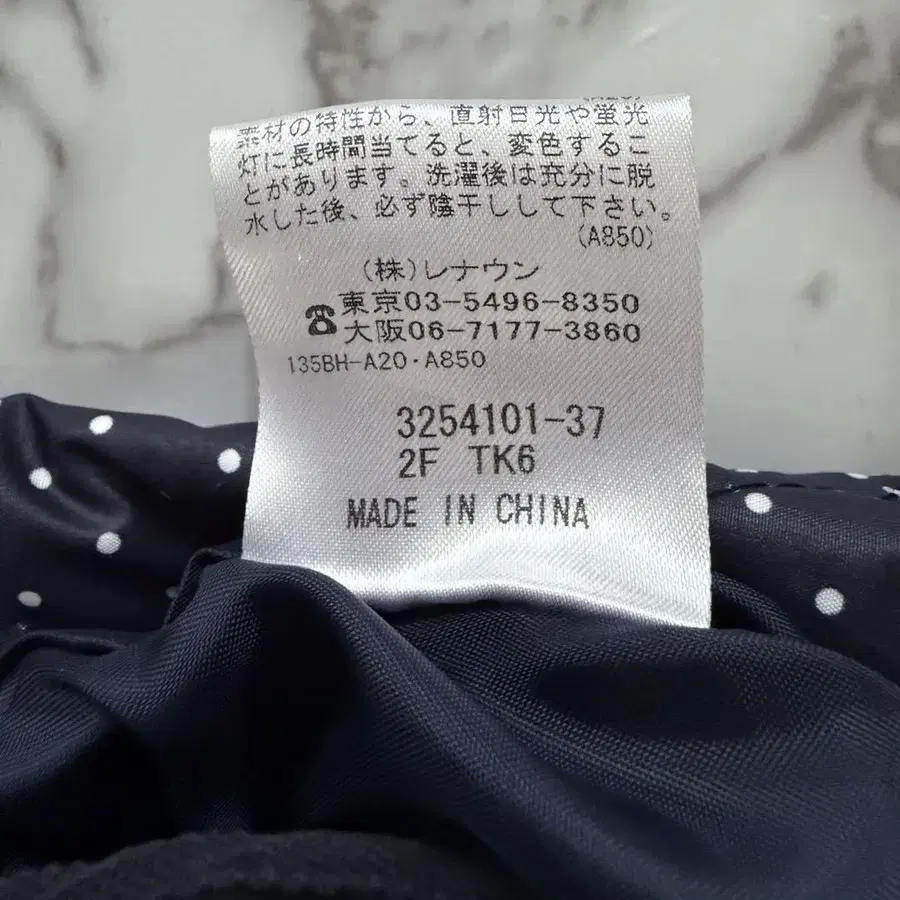 素材の特性から、直射日光や蛍光
灯に長時間当てると、変色するこ
とがあります。洗濯後は充分に脱
水した後、必ず陰干しして下さい。
(A850)
(株)レナウン
☎東京03-5496-8350
大阪06-7177-3860
135BH-A20・A850
3254101-37
2F TK6
MADE IN CHINA